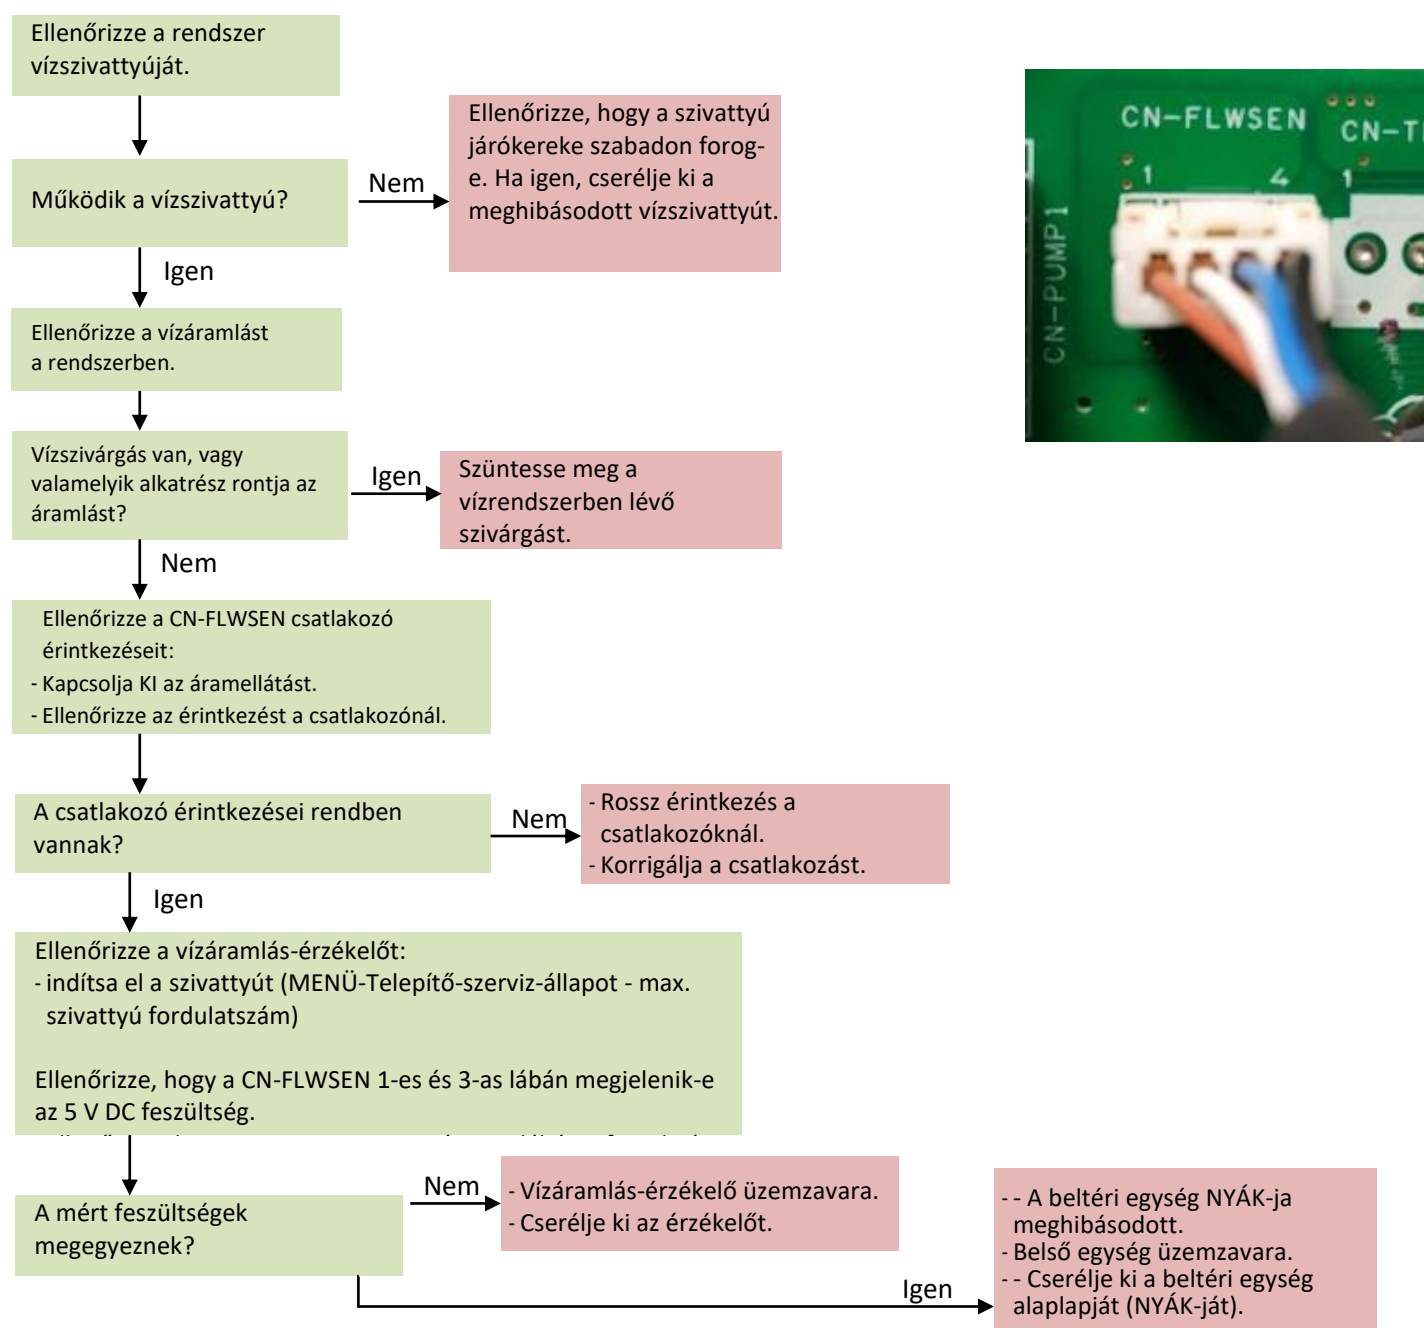 Ellenőrizze a rendszer
vízszivattyúját.
Működik a vízszivattyú?
Nem
Ellenőrizze, hogy a szivattyú
járókereke szabadon forog-
e. Ha igen, cserélje ki a
meghibásodott vízszivattyút.
Igen
Ellenőrizze a vízáramlást
a rendszerben.
Vízszivárgás van, vagy
valamelyik alkatrész rontja az
áramlást?
Igen
Szüntesse meg a
vízrendszerben lévő
szivárgást.
Nem
Ellenőrizze a CN-FLWSEN csatlakozó
érintkezéseit:
- Kapcsolja KI az áramellátást.
- Ellenőrizze az érintkezést a csatlakozónál.
A csatlakozó érintkezései rendben
vannak?
Nem
- Rossz érintkezés a
csatlakozóknál.
- Korrigálja a csatlakozást.
Igen
Ellenőrizze a vízáramlás-érzékelőt:
- indítsa el a szivattyút (MENÜ-Telepítő-szerviz-állapot - max.
szivattyú fordulatszám)
Ellenőrizze, hogy a CN-FLWSEN 1-es és 3-as lábán megjelenik-e
az 5 V DC feszültség.
A mért feszültségek
megegyeznek?
Nem
- Vízáramlás-érzékelő üzemzavara.
- Cserélje ki az érzékelőt.
Igen
- - A beltéri egység NYÁK-ja
meghibásodott.
- Belső egység üzemzavara.
- - Cserélje ki a beltéri egység
alaplapját (NYÁK-ját).
CN-FLWSEN
1 4
1
CN-PUMP1